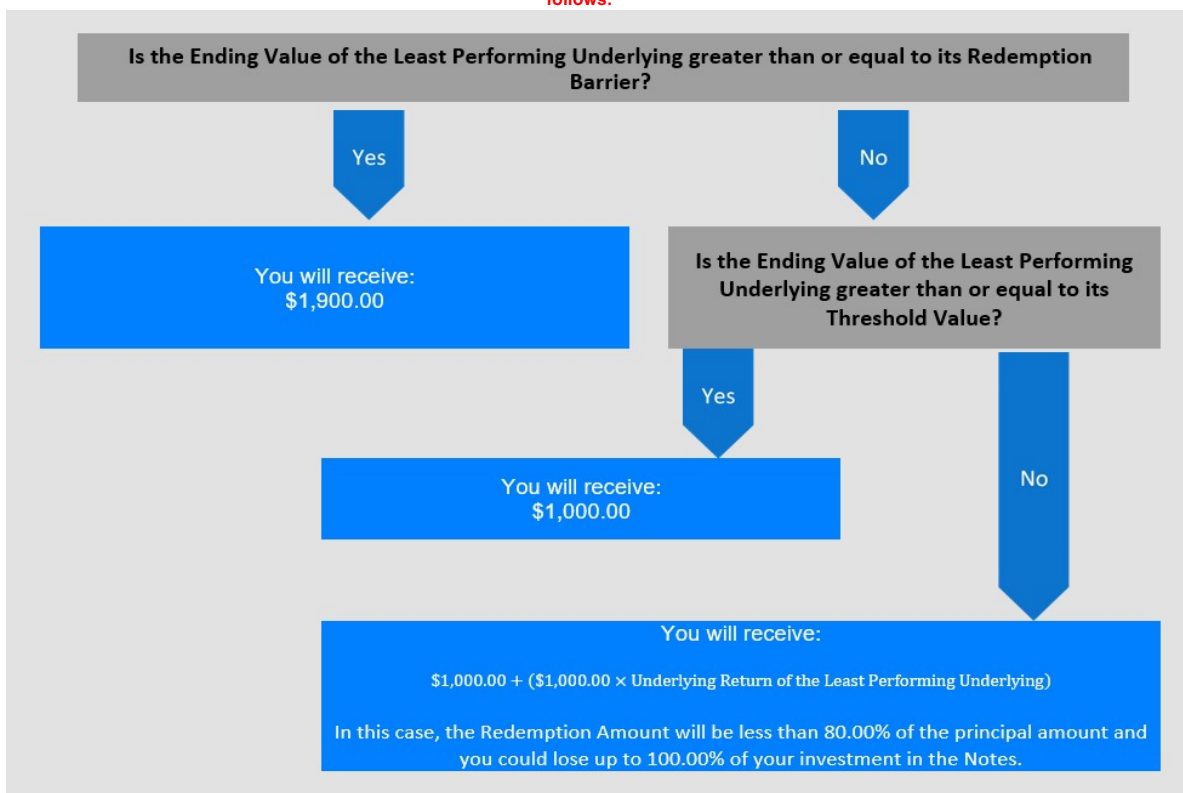 follows:
Is the Ending Value of the Least Performing Underlying greater than or equal to its Redemption
Barrier?
Yes
No
You will receive:
$1,900.00
Is the Ending Value of the Least Performing
Underlying greater than or equal to its
Threshold Value?
Yes
No
You will receive:
$1,000.00
You will receive:
$1,000.00 + ($1,000.00 × Underlying Return of the Least Performing Underlying)
In this case, the Redemption Amount will be less than 80.00% of the principal amount and
you could lose up to 100.00% of your investment in the Notes.